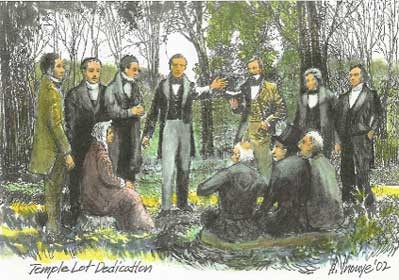 Temple Lot Dedication
H. Inouye '02